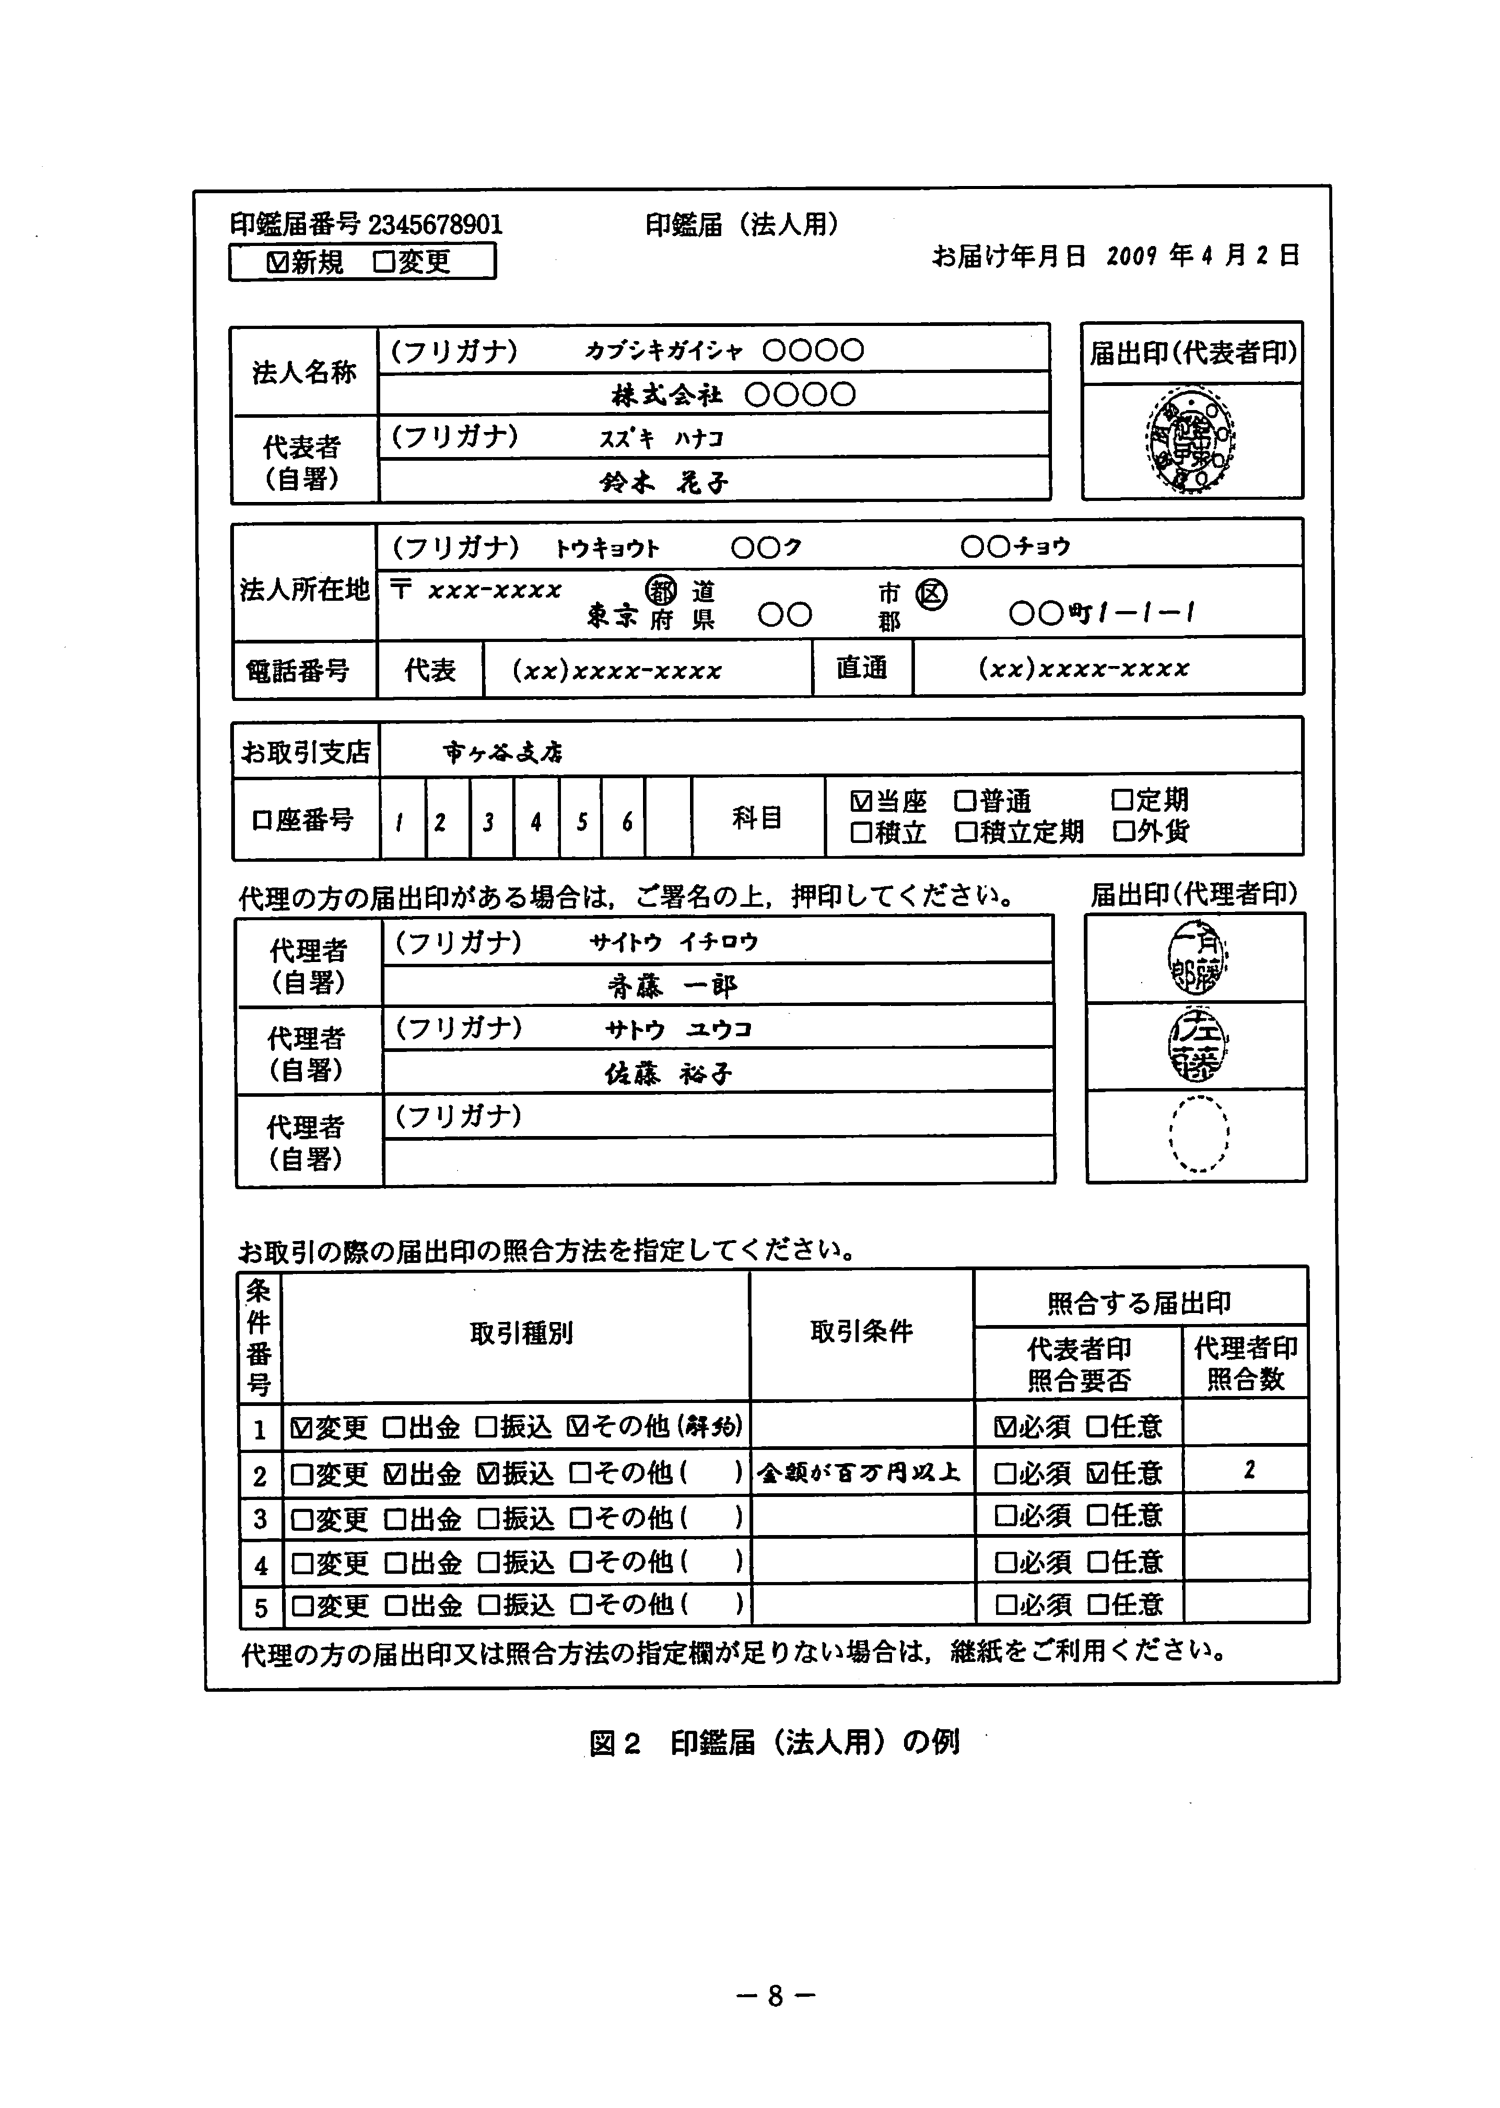 印鑑届番号 2345678901 印鑑届（法人用）
☑新規 □変更 お届け年月日 2009 年 4 月 2 日
法人名称 （フリガナ） カブシキガイシャ ○○○○ 届出印（代表者印）
株式会社 ○○○○
代表者（自署） （フリガナ） スズキ ハナコ
鈴木 花子
法人所在地 （フリガナ） トウキョウト ○○ク ○○チョウ
〒 xxx-xxxx 東京 都 道 府 県 ○○ 市 区 郡 ○○町1-1-1
電話番号 代表 (xx)xxxx-xxxx 直通 (xx)xxxx-xxxx
お取引支店 市ヶ谷支店
口座番号 1 2 3 4 5 6 科目 ☑当座 □普通 □定期
□積立 □積立定期 □外貨
代理の方の届出印がある場合は，ご署名の上，押印してください。 届出印（代理者印）
代理者（自署） （フリガナ） サイトウ イチロウ
斉藤 一郎 斉藤一郎
代理者（自署） （フリガナ） サトウ ユウコ
佐藤 裕子 佐藤
代理者（自署） （フリガナ）
お取引の際の届出印の照合方法を指定してください。
条件番号 取引種別 取引条件 照合する届出印
代表者印照合要否 代理者印照合数
1 ☑変更 □出金 □振込 ☑その他(解約) ☑必須 □任意
2 □変更 ☑出金 ☑振込 □その他( ) 金額が百万円以上 □必須 ☑任意 2
3 □変更 □出金 □振込 □その他( ) □必須 □任意
4 □変更 □出金 □振込 □その他( ) □必須 □任意
5 □変更 □出金 □振込 □その他( ) □必須 □任意
代理の方の届出印又は照合方法の指定欄が足りない場合は，継紙をご利用ください。
図2 印鑑届（法人用）の例
－ 8 －